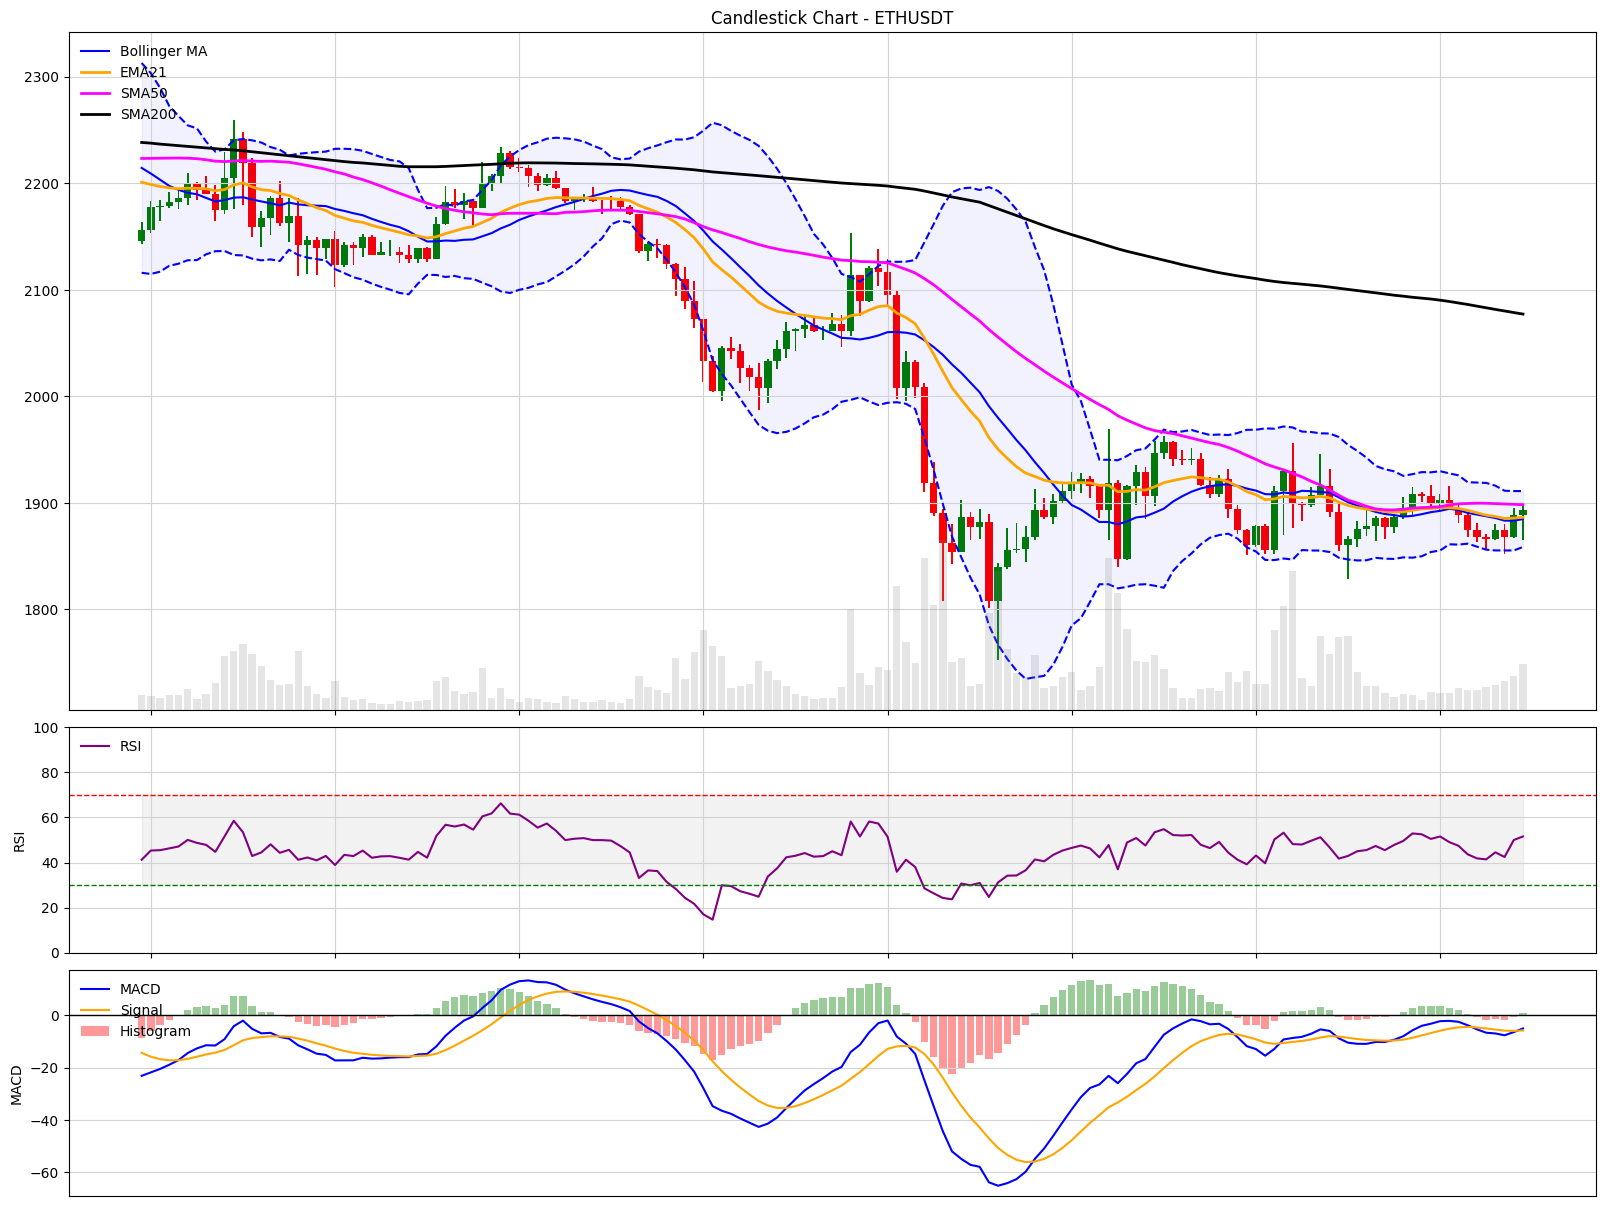 Candlestick Chart - ETHUSDT
Bollinger MA
EMA21
SMA50
SMA200
2300
2200
2100
2000
1900
1800
RSI
100
80
60
40
20
0
RSI
MACD
Signal
Histogram
0
−20
−40
−60
MACD